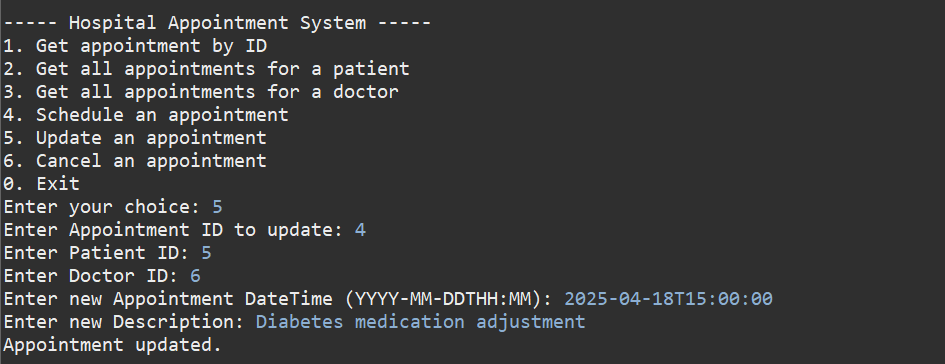 ----- Hospital Appointment System -----
1. Get appointment by ID
2. Get all appointments for a patient
3. Get all appointments for a doctor
4. Schedule an appointment
5. Update an appointment
6. Cancel an appointment
0. Exit
Enter your choice: 5
Enter Appointment ID to update: 4
Enter Patient ID: 5
Enter Doctor ID: 6
Enter new Appointment DateTime (YYYY-MM-DDTHH:MM): 2025-04-18T15:00:00
Enter new Description: Diabetes medication adjustment
Appointment updated.